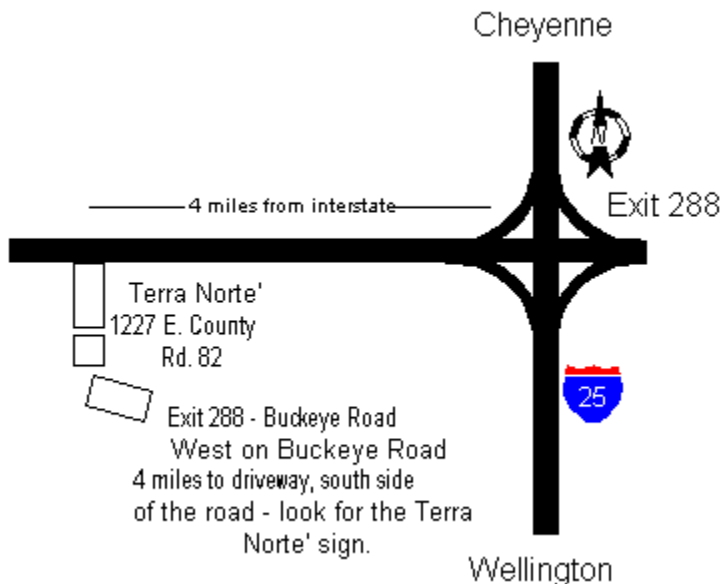 Cheyenne
4 miles from interstate
Exit 288
Terra Norte'
1227 E. County
Rd. 82
25
Exit 288 - Buckeye Road
West on Buckeye Road
4 miles to driveway, south side
of the road - look for the Terra
Norte' sign.
Wellington